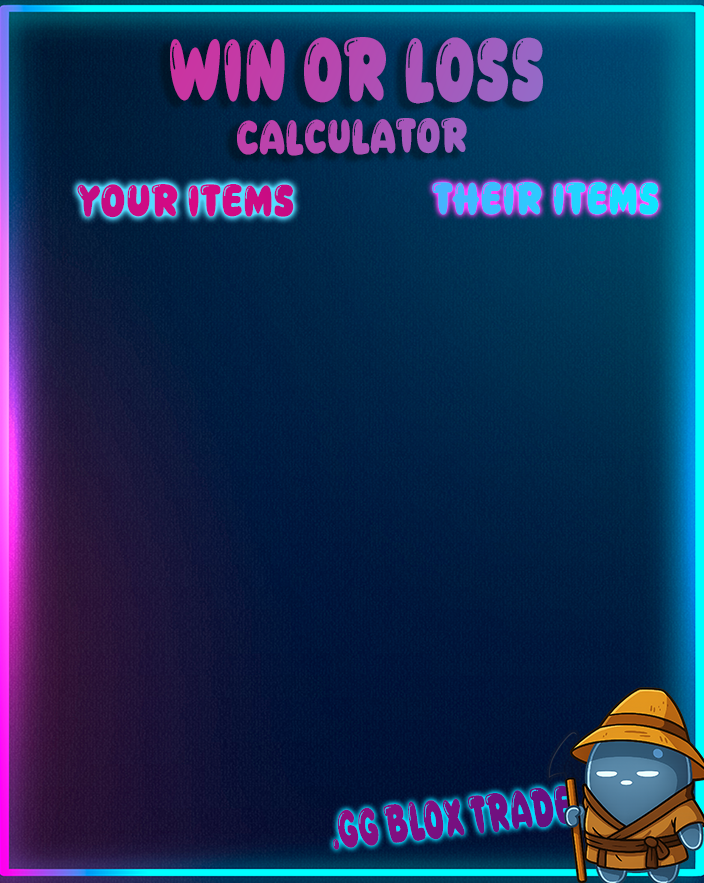 WIN OR LOSS
CALCULATOR
YOUR ITEMS
THEIR ITEMS
.GG BLOX TRADE